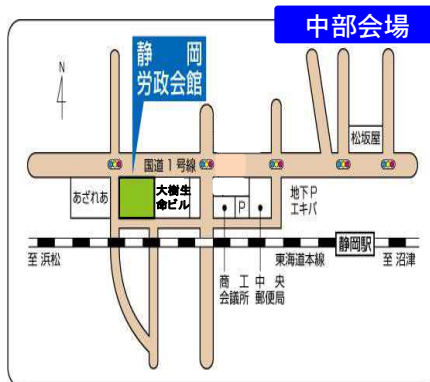 中部会場
静岡
労政会館
N
松坂屋
国道1号線
あざれあ
大樹生
命ビル
P
地下P
エキパ
静岡駅
至浜松
東海道本線
至沼津
商工
会議所
中央
郵便局